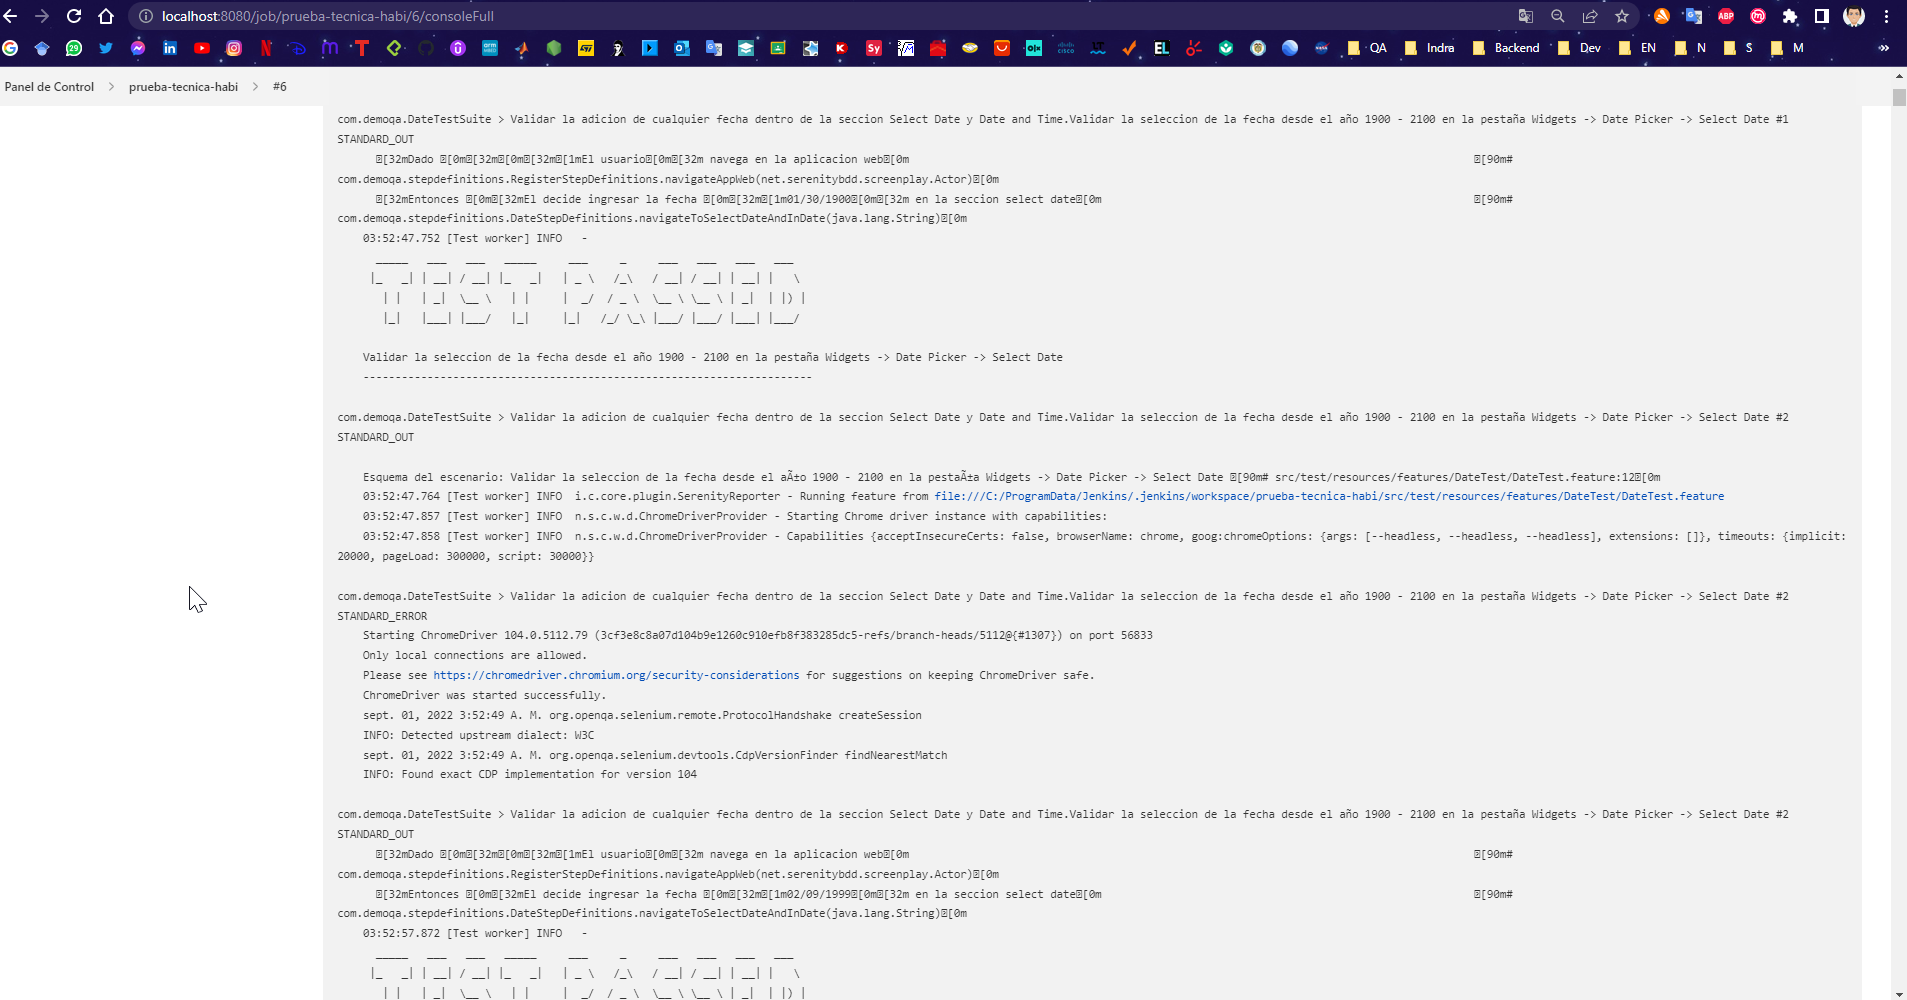 localhost:8080/job/prueba-tecnica-habi/6/consoleFull
QA Indra Backend Dev EN N S M »
Panel de Control > prueba-tecnica-habi > #6
com.demoqa.DateTestSuite > Validar la adicion de cualquier fecha dentro de la seccion Select Date y Date and Time.Validar la seleccion de la fecha desde el año 1900 - 2100 en la pestaña Widgets -> Date Picker -> Select Date #1
STANDARD_OUT
[32mDado [0m[32m[0m[32m[1mEl usuario[0m[32m navega en la aplicacion web[0m [90m#
com.demoqa.stepdefinitions.RegisterStepDefinitions.navigateAppWeb(net.serenitybdd.screenplay.Actor)[0m
[32mEntonces [0m[32mEl decide ingresar la fecha [0m[32m[1m01/30/1900[0m[32m en la seccion select date[0m [90m#
com.demoqa.stepdefinitions.DateStepDefinitions.navigateToSelectDateAndInDate(java.lang.String)[0m
03:52:47.752 [Test worker] INFO -
TEST PASSED
Validar la seleccion de la fecha desde el año 1900 - 2100 en la pestaña Widgets -> Date Picker -> Select Date
----------------------------------------------------------------------
com.demoqa.DateTestSuite > Validar la adicion de cualquier fecha dentro de la seccion Select Date y Date and Time.Validar la seleccion de la fecha desde el año 1900 - 2100 en la pestaña Widgets -> Date Picker -> Select Date #2
STANDARD_OUT
Esquema del escenario: Validar la seleccion de la fecha desde el aÃ±o 1900 - 2100 en la pestaÃ±a Widgets -> Date Picker -> Select Date [90m# src/test/resources/features/DateTest/DateTest.feature:12[0m
03:52:47.764 [Test worker] INFO i.c.core.plugin.SerenityReporter - Running feature from file:///C:/ProgramData/Jenkins/.jenkins/workspace/prueba-tecnica-habi/src/test/resources/features/DateTest/DateTest.feature
03:52:47.857 [Test worker] INFO n.s.c.w.d.ChromeDriverProvider - Starting Chrome driver instance with capabilities:
03:52:47.858 [Test worker] INFO n.s.c.w.d.ChromeDriverProvider - Capabilities {acceptInsecureCerts: false, browserName: chrome, goog:chromeOptions: {args: [--headless, --headless, --headless], extensions: []}, timeouts: {implicit:
20000, pageLoad: 300000, script: 30000}}
com.demoqa.DateTestSuite > Validar la adicion de cualquier fecha dentro de la seccion Select Date y Date and Time.Validar la seleccion de la fecha desde el año 1900 - 2100 en la pestaña Widgets -> Date Picker -> Select Date #2
STANDARD_ERROR
Starting ChromeDriver 104.0.5112.79 (3cf3e8c8a07d104b9e1260c910efb8f383285dc5-refs/branch-heads/5112@{#1307}) on port 56833
Only local connections are allowed.
Please see https://chromedriver.chromium.org/security-considerations for suggestions on keeping ChromeDriver safe.
ChromeDriver was started successfully.
sept. 01, 2022 3:52:49 A. M. org.openqa.selenium.remote.ProtocolHandshake createSession
INFO: Detected upstream dialect: W3C
sept. 01, 2022 3:52:49 A. M. org.openqa.selenium.devtools.CdpVersionFinder findNearestMatch
INFO: Found exact CDP implementation for version 104
com.demoqa.DateTestSuite > Validar la adicion de cualquier fecha dentro de la seccion Select Date y Date and Time.Validar la seleccion de la fecha desde el año 1900 - 2100 en la pestaña Widgets -> Date Picker -> Select Date #2
STANDARD_OUT
[32mDado [0m[32m[0m[32m[1mEl usuario[0m[32m navega en la aplicacion web[0m [90m#
com.demoqa.stepdefinitions.RegisterStepDefinitions.navigateAppWeb(net.serenitybdd.screenplay.Actor)[0m
[32mEntonces [0m[32mEl decide ingresar la fecha [0m[32m[1m02/09/1999[0m[32m en la seccion select date[0m [90m#
com.demoqa.stepdefinitions.DateStepDefinitions.navigateToSelectDateAndInDate(java.lang.String)[0m
03:52:57.872 [Test worker] INFO -